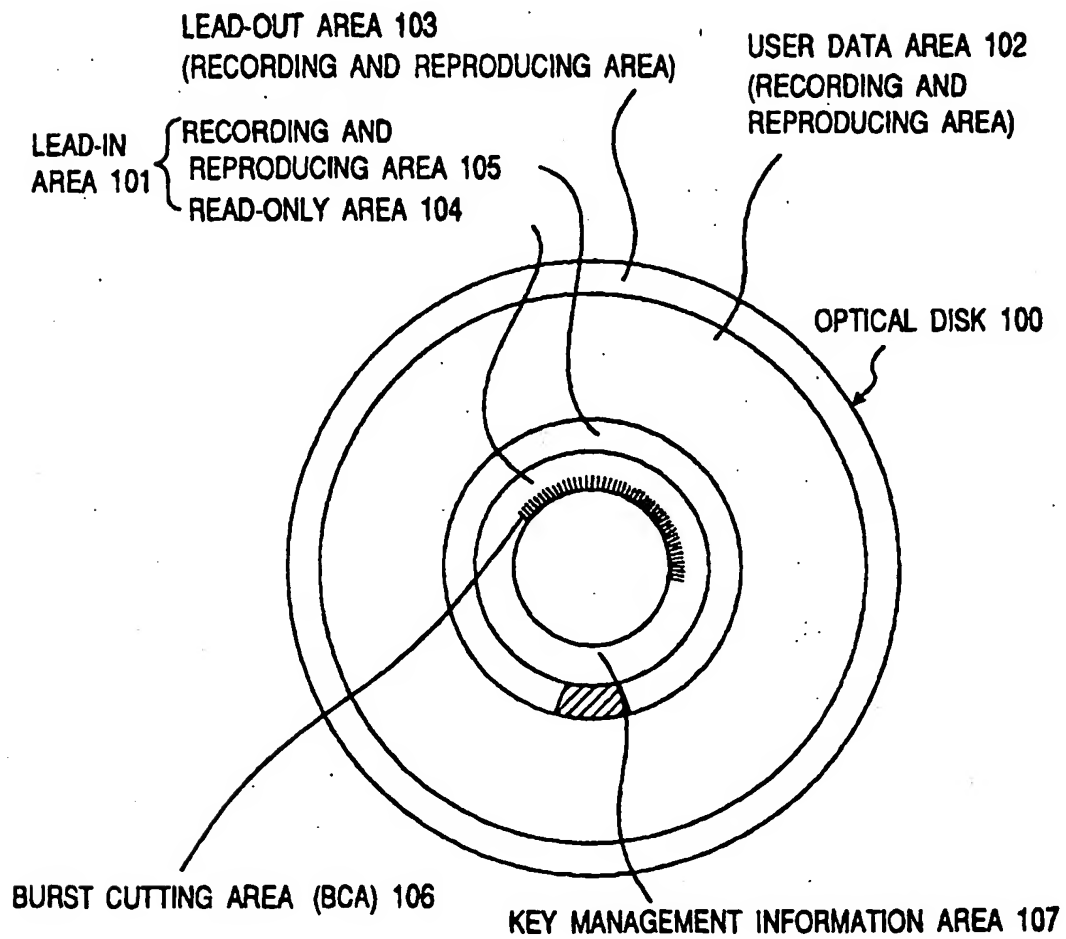 LEAD-OUT AREA 103
(RECORDING AND REPRODUCING AREA)
USER DATA AREA 102
(RECORDING AND
REPRODUCING AREA)
LEAD-IN
AREA 101
RECORDING AND
REPRODUCING AREA 105
READ-ONLY AREA 104
OPTICAL DISK 100
BURST CUTTING AREA (BCA) 106
KEY MANAGEMENT INFORMATION AREA 107